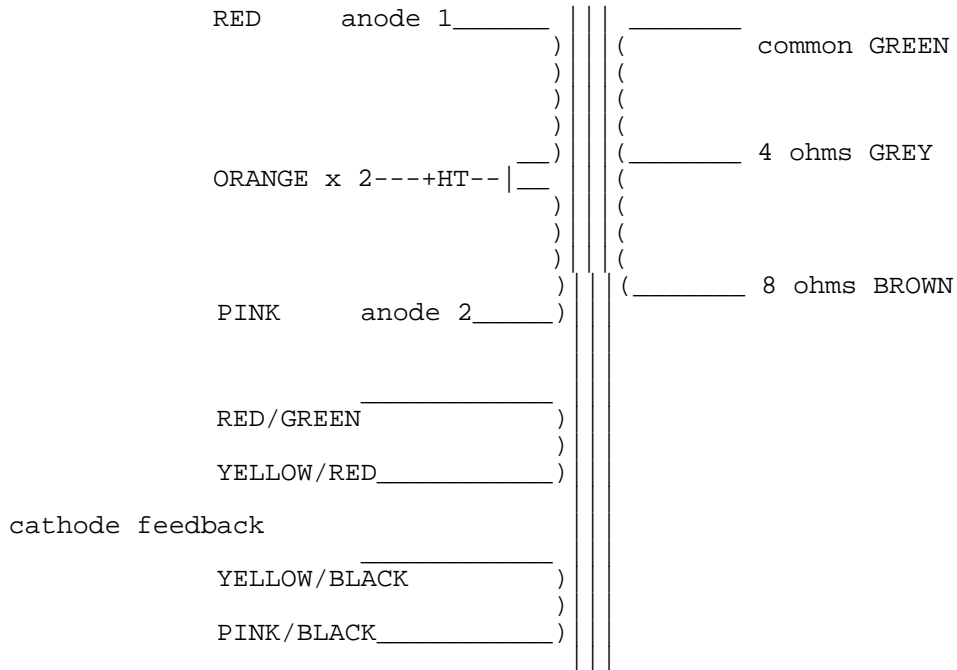 RED anode 1
common GREEN
4 ohms GREY
ORANGE x 2---+HT--
8 ohms BROWN
PINK anode 2
RED/GREEN
YELLOW/RED
cathode feedback
YELLOW/BLACK
PINK/BLACK